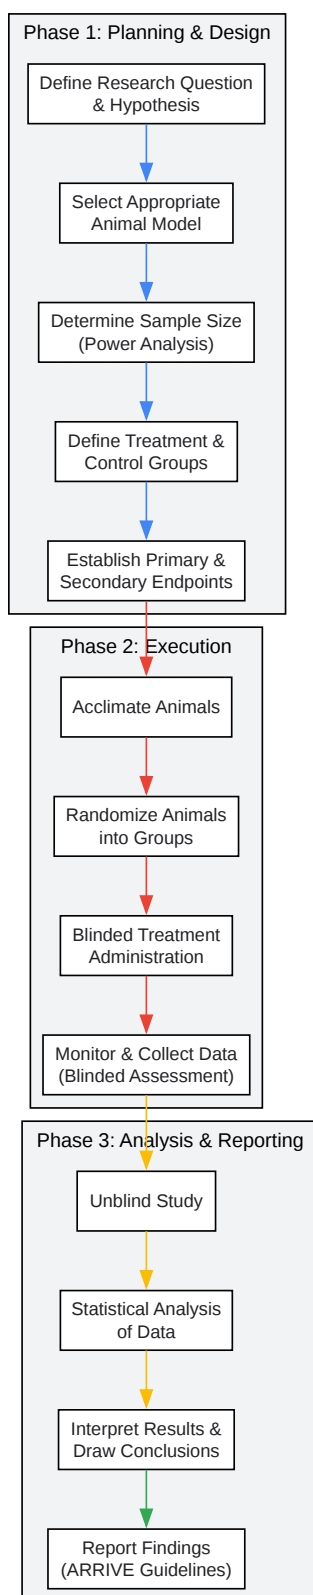 Phase 1: Planning & Design
Define Research Question
& Hypothesis
Select Appropriate
Animal Model
Determine Sample Size
(Power Analysis)
Define Treatment &
Control Groups
Establish Primary &
Secondary Endpoints
Phase 2: Execution
Acclimate Animals
Randomize Animals
into Groups
Blinded Treatment
Administration
Monitor & Collect Data
(Blinded Assessment)
Phase 3: Analysis & Reporting
Unblind Study
Statistical Analysis
of Data
Interpret Results &
Draw Conclusions
Report Findings
(ARRIVE Guidelines)